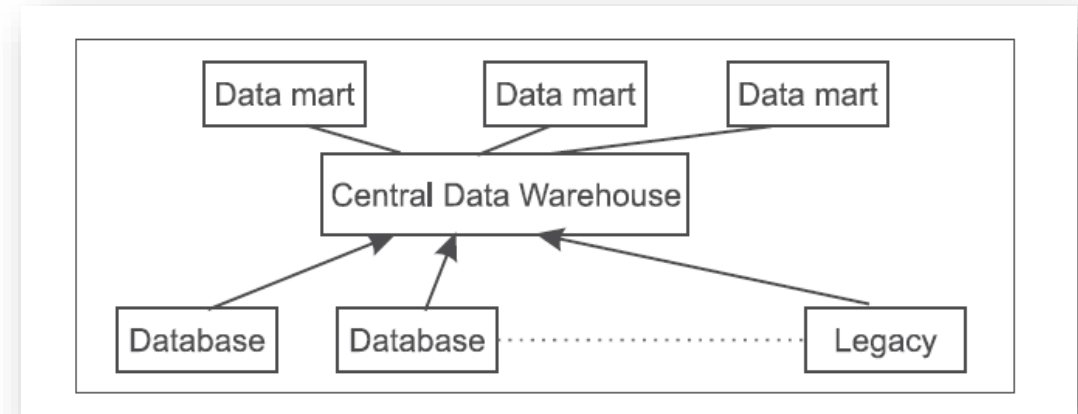 Data mart
Data mart
Data mart
Central Data Warehouse
Database
Database
Legacy